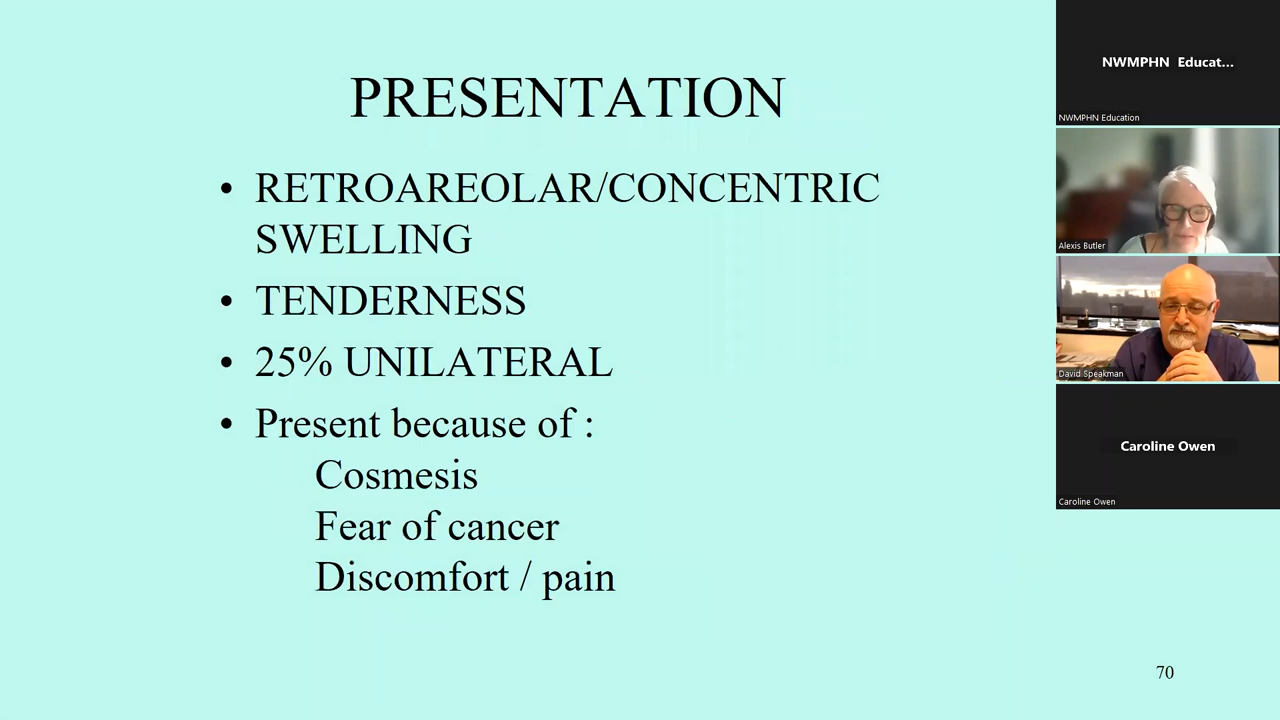 PRESENTATION
• RETROAREOLAR/CONCENTRIC
SWELLING
• TENDERNESS
• 25% UNILATERAL
• Present because of :
Cosmesis
Fear of cancer
Discomfort / pain
70
NWMPHN Educat...
NWMPHN Education
Alexis Butler
David Speakman
Caroline Owen
Caroline Owen